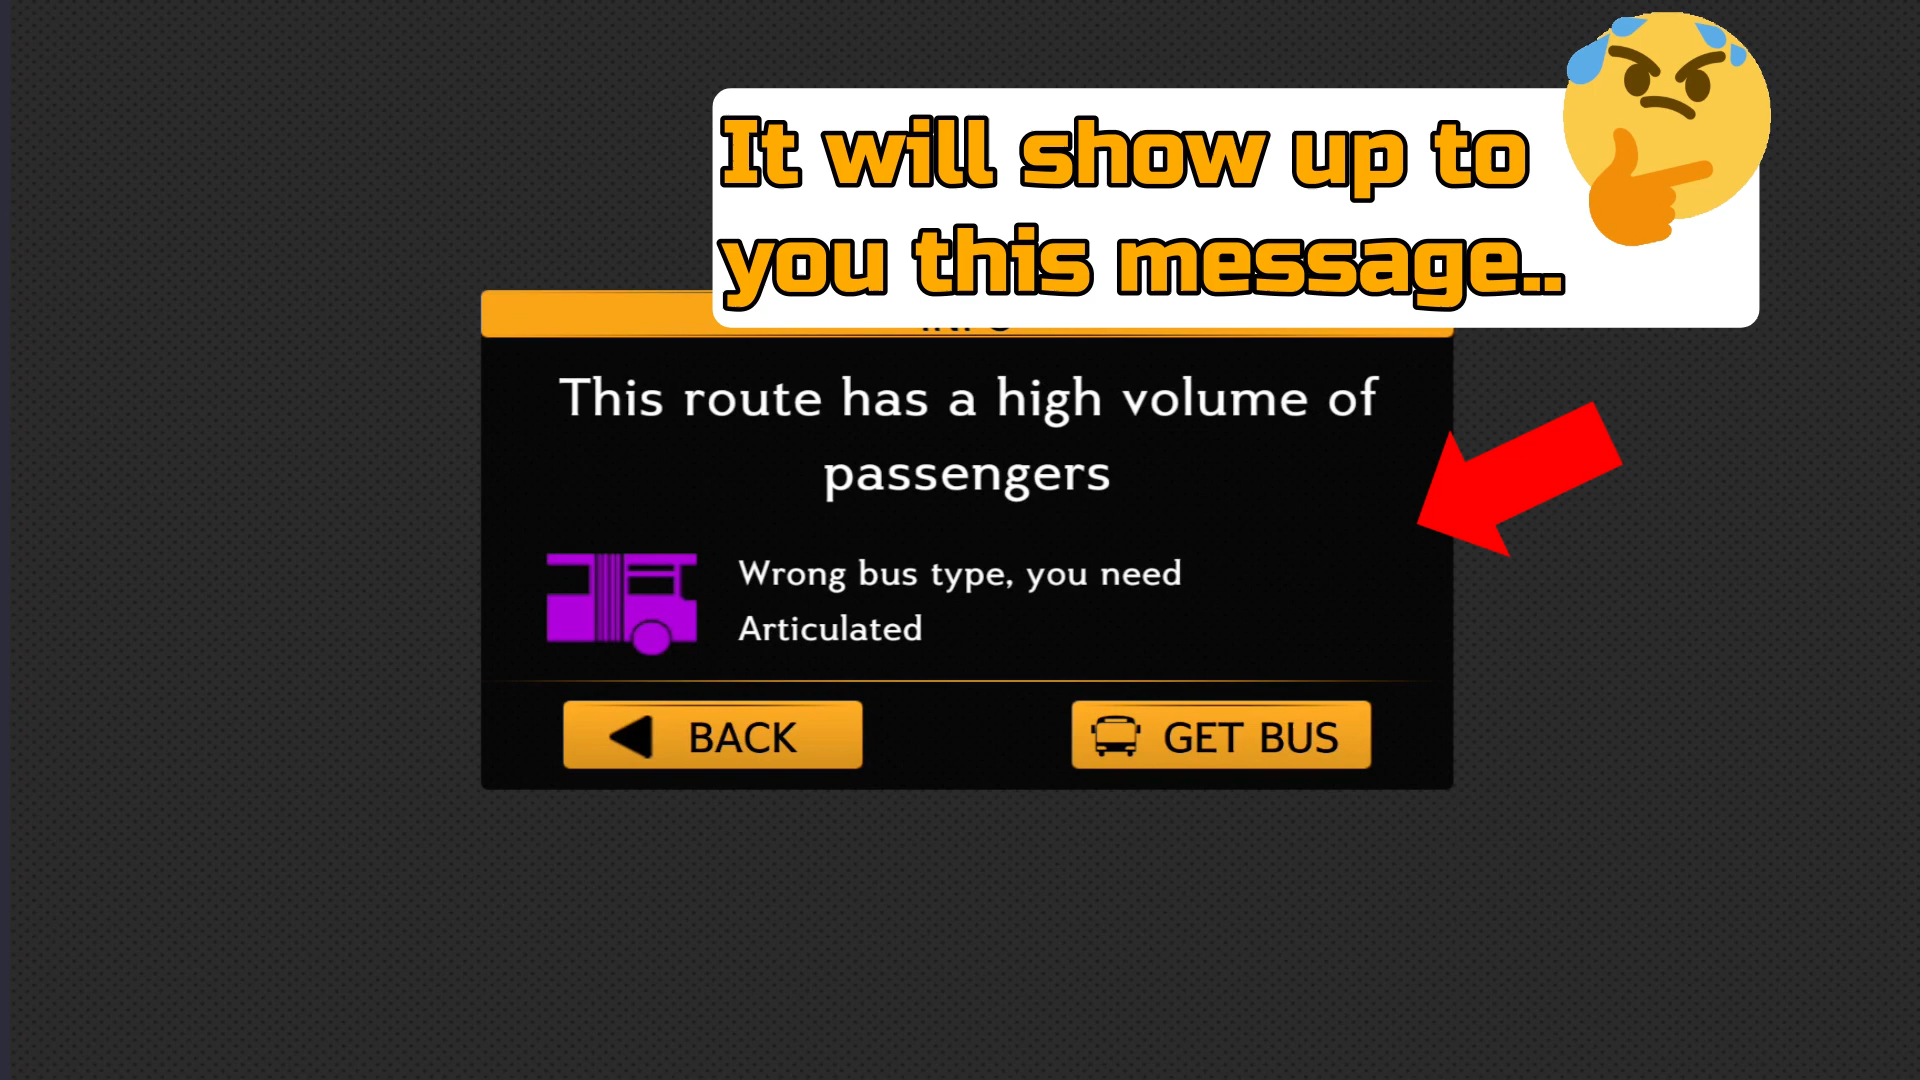 It will show up to
you this message..
This route has a high volume of
passengers
Wrong bus type, you need
Articulated
BACK
GET BUS